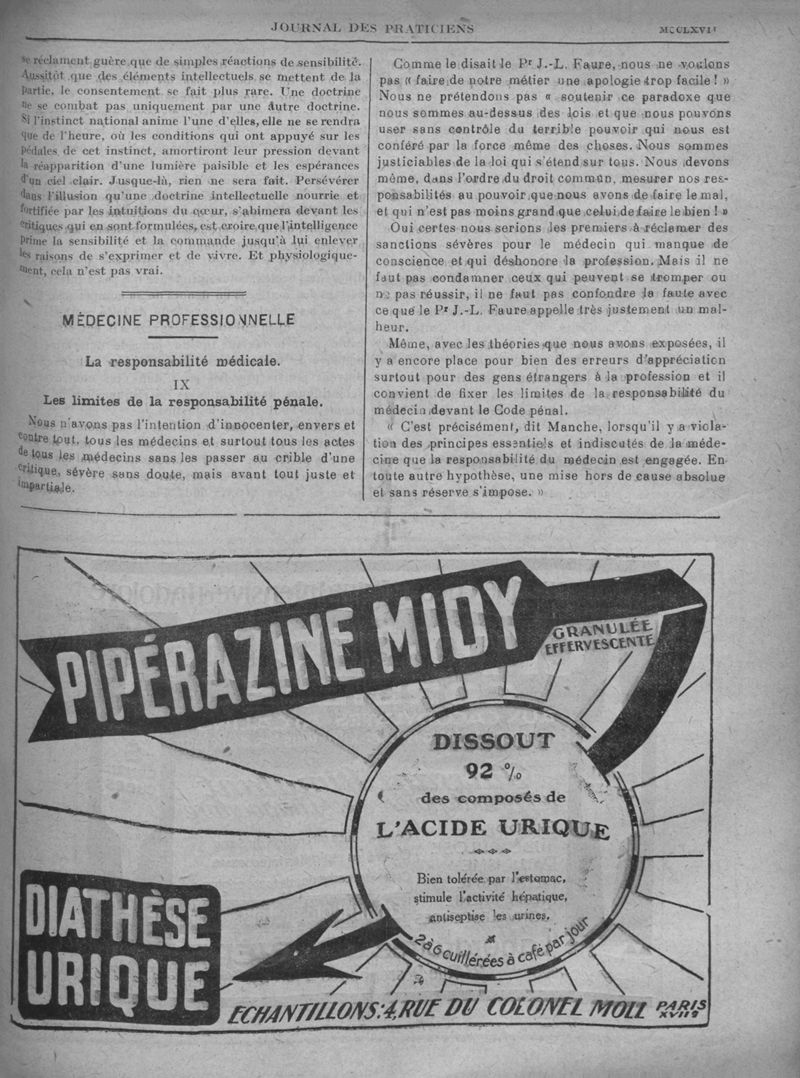 JOURNAL DES PRATICIENS
se réclament guère que de simples réactions de sensibilité.
Aussitôt que des éléments intellectuels se mettent de la
partie, le consentement se fait plus rare. Une doctrine
ne se combat pas uniquement par une autre doctrine.
Si l'instinct national anime l'une d'elles, elle ne se rendra
que de l'heure, où les conditions qui ont appuyé sur les
pédales de cet instinct, amortiront leur pression devant
la réapparition d'une lumière paisible et les espérances
d'un ciel clair. Jusque-là, rien ne sera fait. Persévérer
dans l'illusion qu'une doctrine intellectuelle nourrie et
fortifiée par les intuitions du cœur, s'abîmera devant les
critiques qui en sont formulées, est croire que l'intelligence
prime la sensibilité et la commande jusqu'à lui enlever
les raisons de s'exprimer et de vivre. Et physiologique-
ment, cela n'est pas vrai.
MÉDECINE PROFESSIONNELLE
La responsabilité médicale.
IX
Les limites de la responsabilité pénale.
Nous n'avons pas l'intention d'innocenter, envers et
contre tout, tous les médecins et surtout tous les actes
de tous les médecins sans les passer au crible d'une
critique, sévère sans doute, mais avant tout juste et
impartiale.
Comme le disait le Pr J.-L. Faure, nous ne voulons
pas « faire de notre métier une apologie trop facile ! »
Nous ne prétendons pas « soutenir ce paradoxe que
nous sommes au-dessus des lois et que nous pouvons
user sans contrôle du terrible pouvoir qui nous est
conféré par la force même des choses. Nous sommes
justiciables de la loi qui s'étend sur tous. Nous devons
même, dans l'ordre du droit commun, mesurer nos res-
ponsabilités au pouvoir que nous avons de faire le mal,
et qui n'est pas moins grand que celui de faire le bien ! »
Oui certes nous serions les premiers à réclamer des
sanctions sévères pour le médecin qui manque de
conscience et qui déshonore la profession. Mais il ne
faut pas condamner ceux qui peuvent se tromper ou
ne pas réussir, il ne faut pas confondre la faute avec
ce que le Pr J.-L. Faure appelle très justement un mal-
heur.
Même, avec les théories que nous avons exposées, il
y a encore place pour bien des erreurs d'appréciation
surtout pour des gens étrangers à la profession et il
convient de fixer les limites de la responsabilité du
médecin devant le Code pénal.
« C'est précisément, dit Manche, lorsqu'il y a viola-
tion des principes essentiels et indiscutés de la méde-
cine que la responsabilité du médecin est engagée. En
toute autre hypothèse, une mise hors de cause absolue
et sans réserve s'impose. »
PIPÉRAZINE MIDY
GRANULÉE
EFFERVESCENTE
DISSOUT
92 %
des composés de
L'ACIDE URIQUE
Bien tolérée par l'estomac,
stimule l'activité hépatique,
antiseptise les urines.
2 à 6 cuillérées à café par jour
DIATHÈSE
URIQUE
ECHANTILLONS: 4, RUE DU COLONEL MOLL PARIS
XVIIe